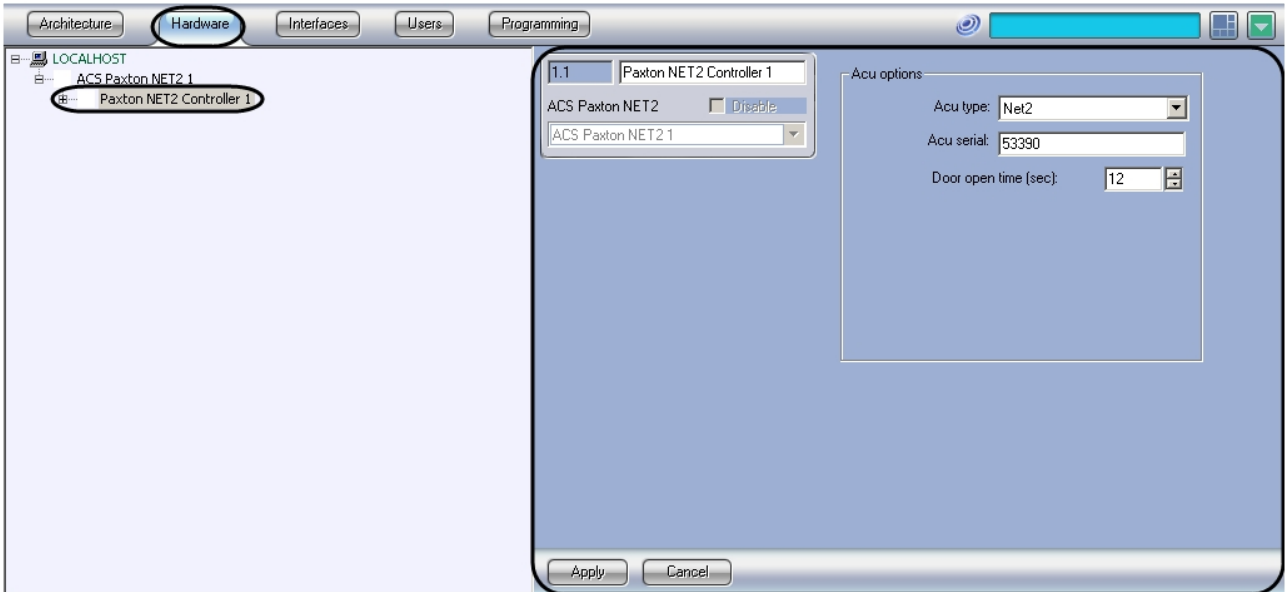 Architecture Hardware Interfaces Users Programming
LOCALHOST
ACS Paxton NET2 1
Paxton NET2 Controller 1
1.1 Paxton NET2 Controller 1
ACS Paxton NET2 Disable
ACS Paxton NET2 1
Acu options
Acu type: Net2
Acu serial: 53390
Door open time (sec): 12
Apply Cancel